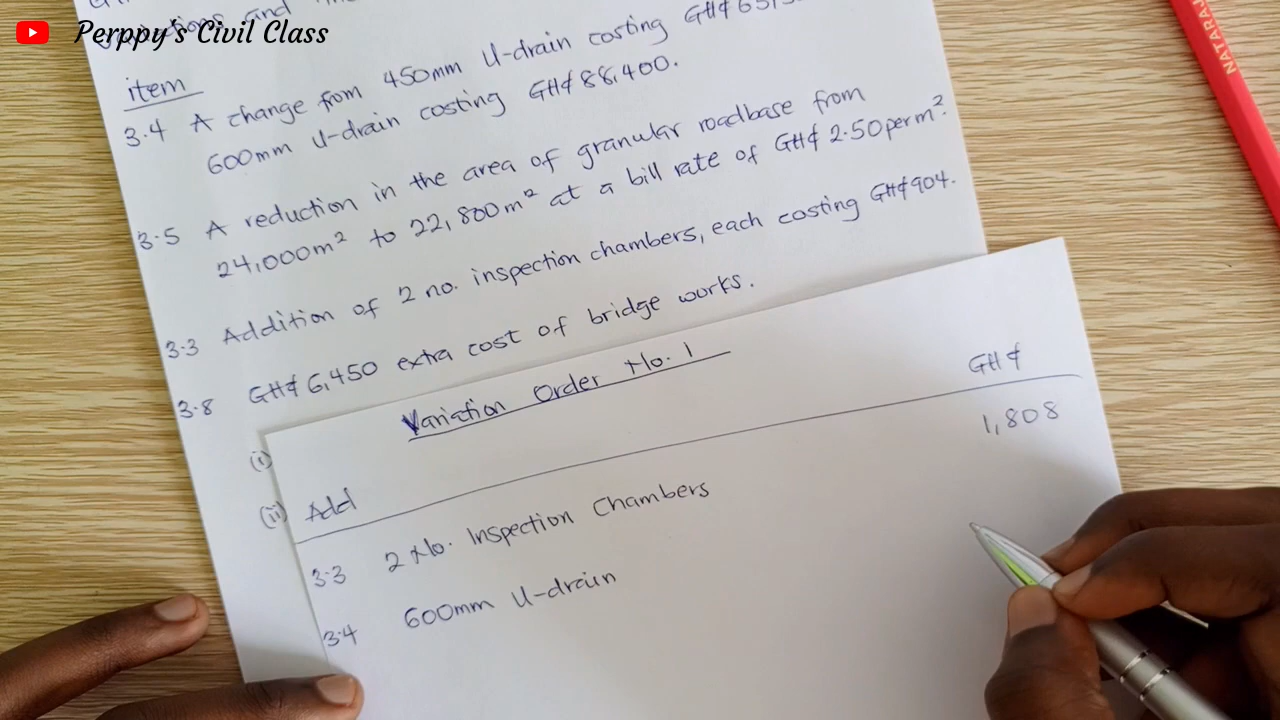 Perppy's Civil Class
and
item
3.4 A change from 450mm U-drain costing
600mm U-drain costing GH¢ 88,400.
3.5 A reduction in the area of granular roadbase from
24,000m² to 22,800m² at a bill rate of GH¢ 2.50 per m².
3.3 Addition of 2 no. inspection chambers, each costing GH¢904.
3.8 GH¢ 6,450 extra cost of bridge works.
(i)
(ii)
Variation Order No. 1
GH¢
Add
3.3 2 No. Inspection Chambers 1,808
3.4 600mm U-drain
NATARAJ